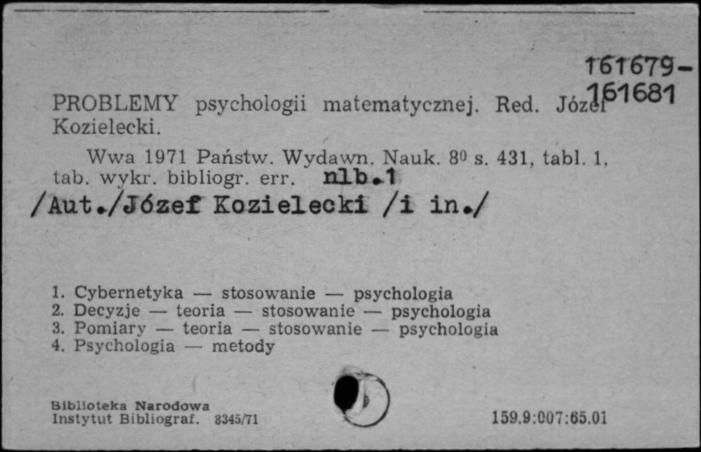 161679-
161681
PROBLEMY psychologii matematycznej. Red. Józef
Kozielecki.
Wwa 1971 Państw. Wydawn. Nauk. 8⁰ s. 431, tabl. 1,
tab. wykr. bibliogr. err. nlb.1
/Aut./Józef Kozielecki /i in./
1. Cybernetyka — stosowanie — psychologia
2. Decyzje — teoria — stosowanie — psychologia
3. Pomiary — teoria — stosowanie — psychologia
4. Psychologia — metody
Biblioteka Narodowa
Instytut Bibliograf. 8345/71
159.9:007:65.01